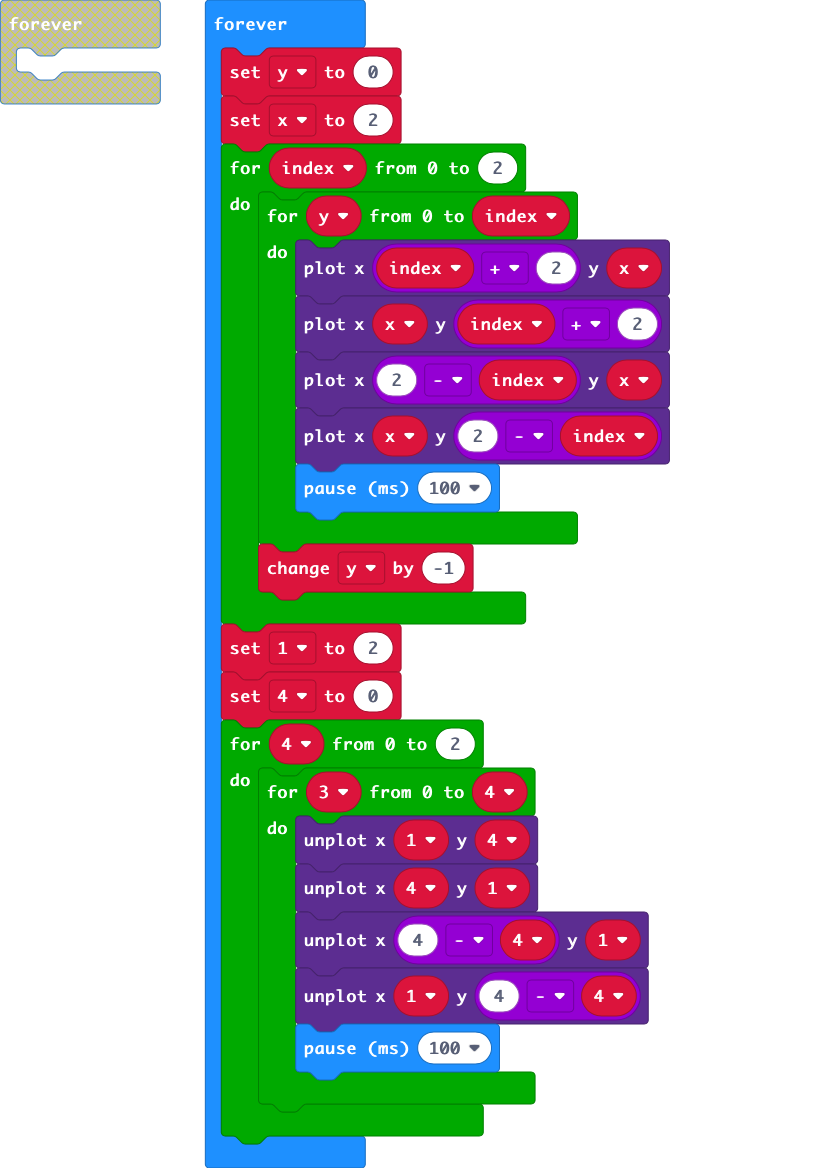 forever
forever
set y to 0
set x to 2
for index from 0 to 2
do
for y from 0 to index
do
plot x index + 2 y x
plot x x y index + 2
plot x 2 - index y x
plot x x y 2 - index
pause (ms) 100
change y by -1
set 1 to 2
set 4 to 0
for 4 from 0 to 2
do
for 3 from 0 to 4
do
unplot x 1 y 4
unplot x 4 y 1
unplot x 4 - 4 y 1
unplot x 1 y 4 - 4
pause (ms) 100